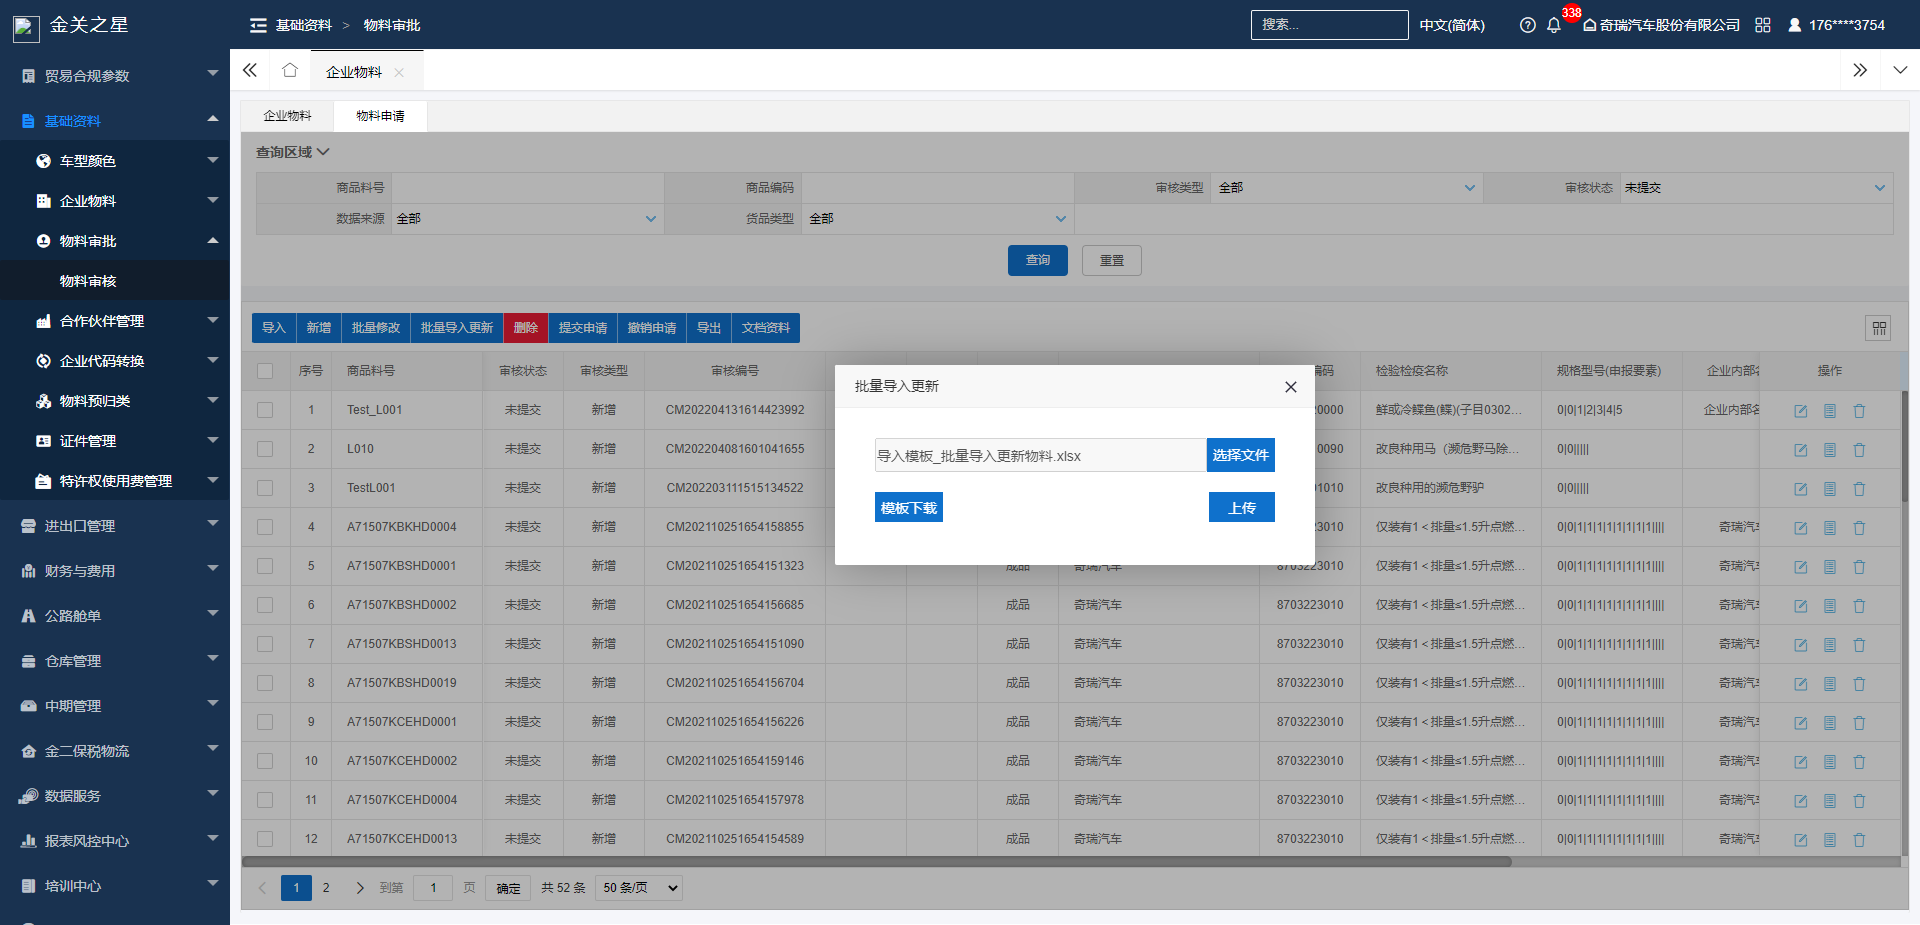 金关之星
基础资料 > 物料审批
搜索...
中文(简体)
338
奇瑞汽车股份有限公司
176****3754
企业物料
贸易合规参数
基础资料
车型颜色
企业物料
物料审批
物料审核
合作伙伴管理
企业代码转换
物料预归类
证件管理
特许权使用费管理
进出口管理
财务与费用
公路舱单
仓库管理
中期管理
金二保税物流
数据服务
报表风控中心
培训中心
企业物料 物料申请
查询区域
商品料号 商品编码 审核类型 全部 审核状态 未提交
数据来源 全部 货品类型 全部
查询 重置
导入 新增 批量修改 批量导入更新 删除 提交申请 撤销申请 导出 文档资料
序号 商品料号 审核状态 审核类型 审核编号 编码 检验检疫名称 规格型号(申报要素) 企业内部名 操作
1 Test_L001 未提交 新增 CM202204131614423992 0000 鲜或冷鲽鱼(鲽)(子目0302... 0|0|1|2|3|4|5 企业内部名
2 L010 未提交 新增 CM202204081601041655 0090 改良种用马（濒危野马除... 0|0|||||
3 TestL001 未提交 新增 CM202203111515134522 01010 改良种用的濒危野驴 0|0|||||
4 A71507KBKHD0004 未提交 新增 CM202110251654158855 23010 仅装有1＜排量≤1.5升点燃... 0|0|1|1|1|1|1|1|1|||| 奇瑞汽车
5 A71507KBSHD0001 未提交 新增 CM202110251654151323 成品 奇瑞汽车 8703223010 仅装有1＜排量≤1.5升点燃... 0|0|1|1|1|1|1|1|1|||| 奇瑞汽车
6 A71507KBSHD0002 未提交 新增 CM202110251654156685 成品 奇瑞汽车 8703223010 仅装有1＜排量≤1.5升点燃... 0|0|1|1|1|1|1|1|1|||| 奇瑞汽车
7 A71507KBSHD0013 未提交 新增 CM202110251654151090 成品 奇瑞汽车 8703223010 仅装有1＜排量≤1.5升点燃... 0|0|1|1|1|1|1|1|1|||| 奇瑞汽车
8 A71507KBSHD0019 未提交 新增 CM202110251654156704 成品 奇瑞汽车 8703223010 仅装有1＜排量≤1.5升点燃... 0|0|1|1|1|1|1|1|1|||| 奇瑞汽车
9 A71507KCEHD0001 未提交 新增 CM202110251654156226 成品 奇瑞汽车 8703223010 仅装有1＜排量≤1.5升点燃... 0|0|1|1|1|1|1|1|1|||| 奇瑞汽车
10 A71507KCEHD0002 未提交 新增 CM202110251654159146 成品 奇瑞汽车 8703223010 仅装有1＜排量≤1.5升点燃... 0|0|1|1|1|1|1|1|1|||| 奇瑞汽车
11 A71507KCEHD0004 未提交 新增 CM202110251654157978 成品 奇瑞汽车 8703223010 仅装有1＜排量≤1.5升点燃... 0|0|1|1|1|1|1|1|1|||| 奇瑞汽车
12 A71507KCEHD0013 未提交 新增 CM202110251654154589 成品 奇瑞汽车 8703223010 仅装有1＜排量≤1.5升点燃... 0|0|1|1|1|1|1|1|1|||| 奇瑞汽车
1 2 到第 1 页 确定 共 52 条 50 条/页
批量导入更新
导入模板_批量导入更新物料.xlsx 选择文件
模板下载 上传